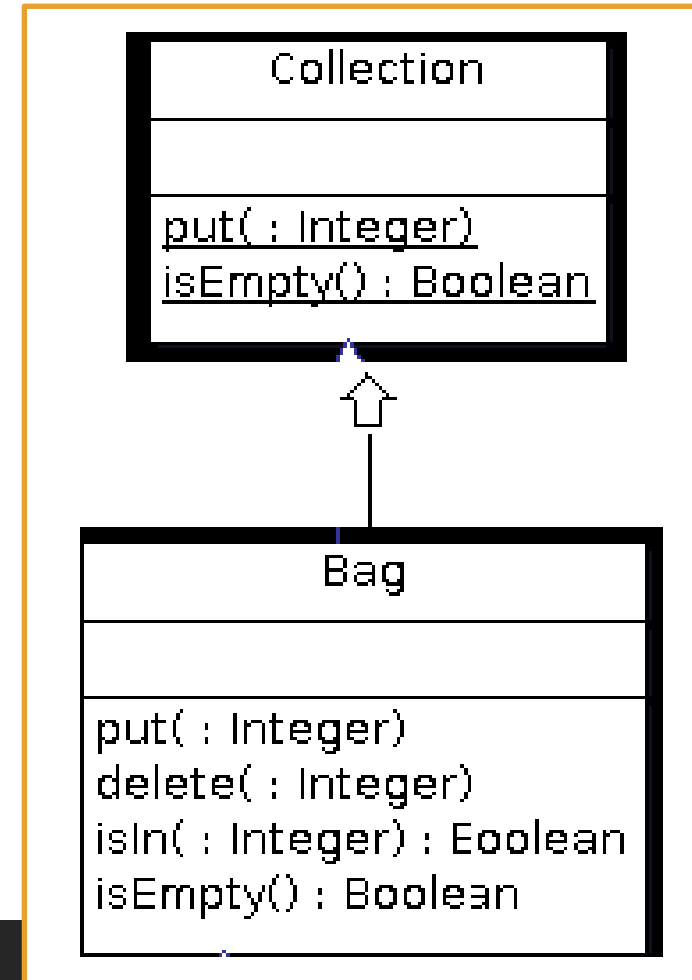 Collection
put( : Integer)
isEmpty() : Boolean
Bag
put( : Integer)
delete( : Integer)
isIn( : Integer) : Eoolean
isEmpty() : Boolean